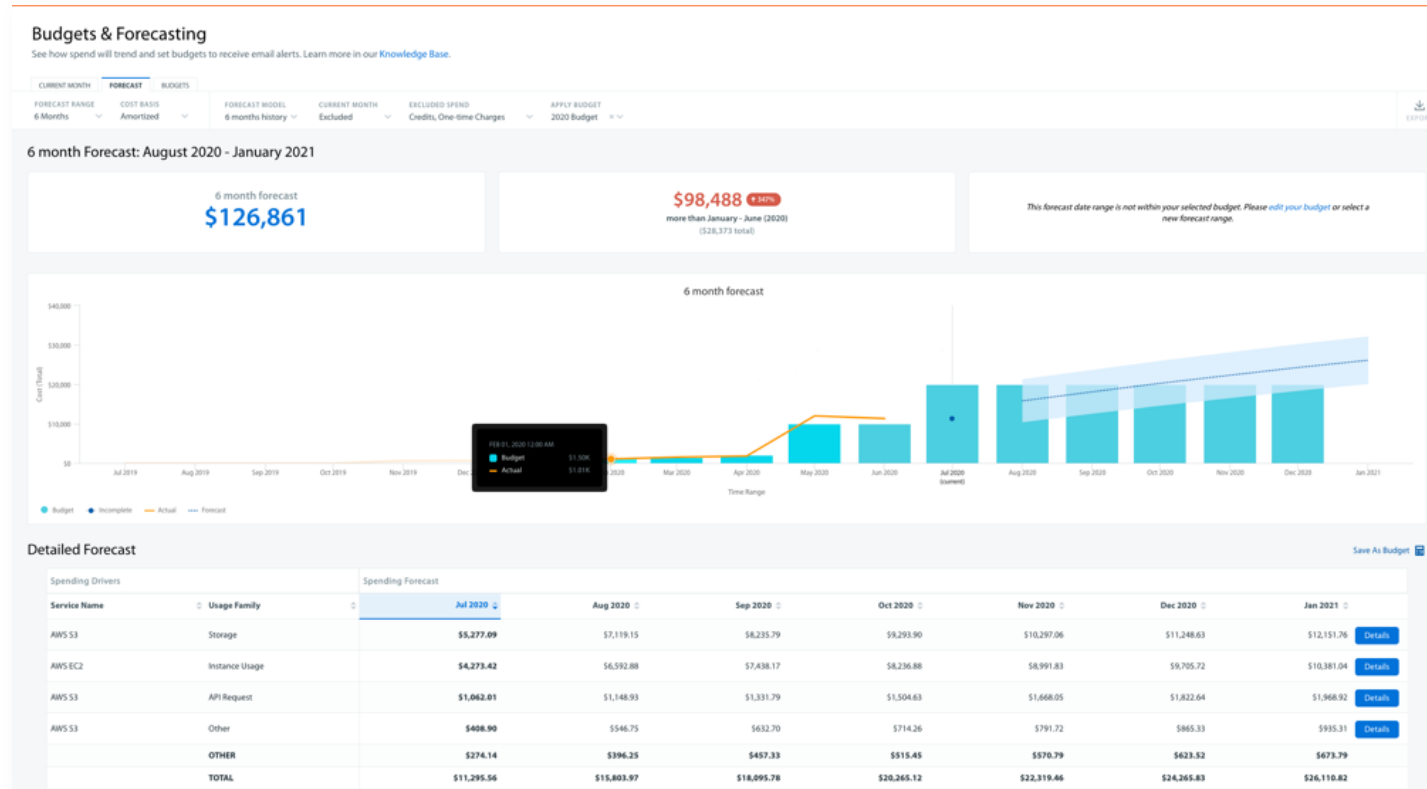 Budgets & Forecasting
See how spend will trend and set budgets to receive email alerts. Learn more in our Knowledge Base.
CURRENT MONTH FORECAST BUDGETS
FORECAST RANGE COST BASIS FORECAST MODEL CURRENT MONTH EXCLUDED SPEND APPLY BUDGET
6 Months Amortized 6 months history Excluded Credits, One-time Charges 2020 Budget
6 month Forecast: August 2020 - January 2021
6 month forecast
$126,861
$98,488 347%
more than January - June (2020)
($28,373 total)
This forecast date range is not within your selected budget. Please edit your budget or select a
new forecast range.
6 month forecast
$40,000
$30,000
$20,000
$10,000
$0
Cost (Total)
FEB 01, 2020 12:00 AM
Budget $1.50K
Actual $1.01K
Jul 2019 Aug 2019 Sep 2019 Oct 2019 Nov 2019 Dec 2020 Mar 2020 Apr 2020 May 2020 Jun 2020 Jul 2020 Aug 2020 Sep 2020 Oct 2020 Nov 2020 Dec 2020 Jan 2021
(current)
Time Range
Budget Incomplete Actual Forecast
Detailed Forecast
Save As Budget
Spending Drivers Spending Forecast
Service Name Usage Family Jul 2020 Aug 2020 Sep 2020 Oct 2020 Nov 2020 Dec 2020 Jan 2021
AWS S3 Storage $5,277.09 $7,119.15 $8,235.79 $9,293.90 $10,297.06 $11,248.63 $12,151.76 Details
AWS EC2 Instance Usage $4,273.42 $6,592.88 $7,438.17 $8,236.88 $8,991.83 $9,705.72 $10,381.04 Details
AWS S3 API Request $1,062.01 $1,148.93 $1,331.79 $1,504.63 $1,668.05 $1,822.64 $1,968.92 Details
AWS S3 Other $408.90 $546.75 $632.70 $714.26 $791.72 $865.33 $935.31 Details
OTHER $274.14 $396.25 $457.33 $515.45 $570.79 $623.52 $673.79
TOTAL $11,295.56 $15,803.97 $18,095.78 $20,265.12 $22,319.46 $24,265.83 $26,110.82